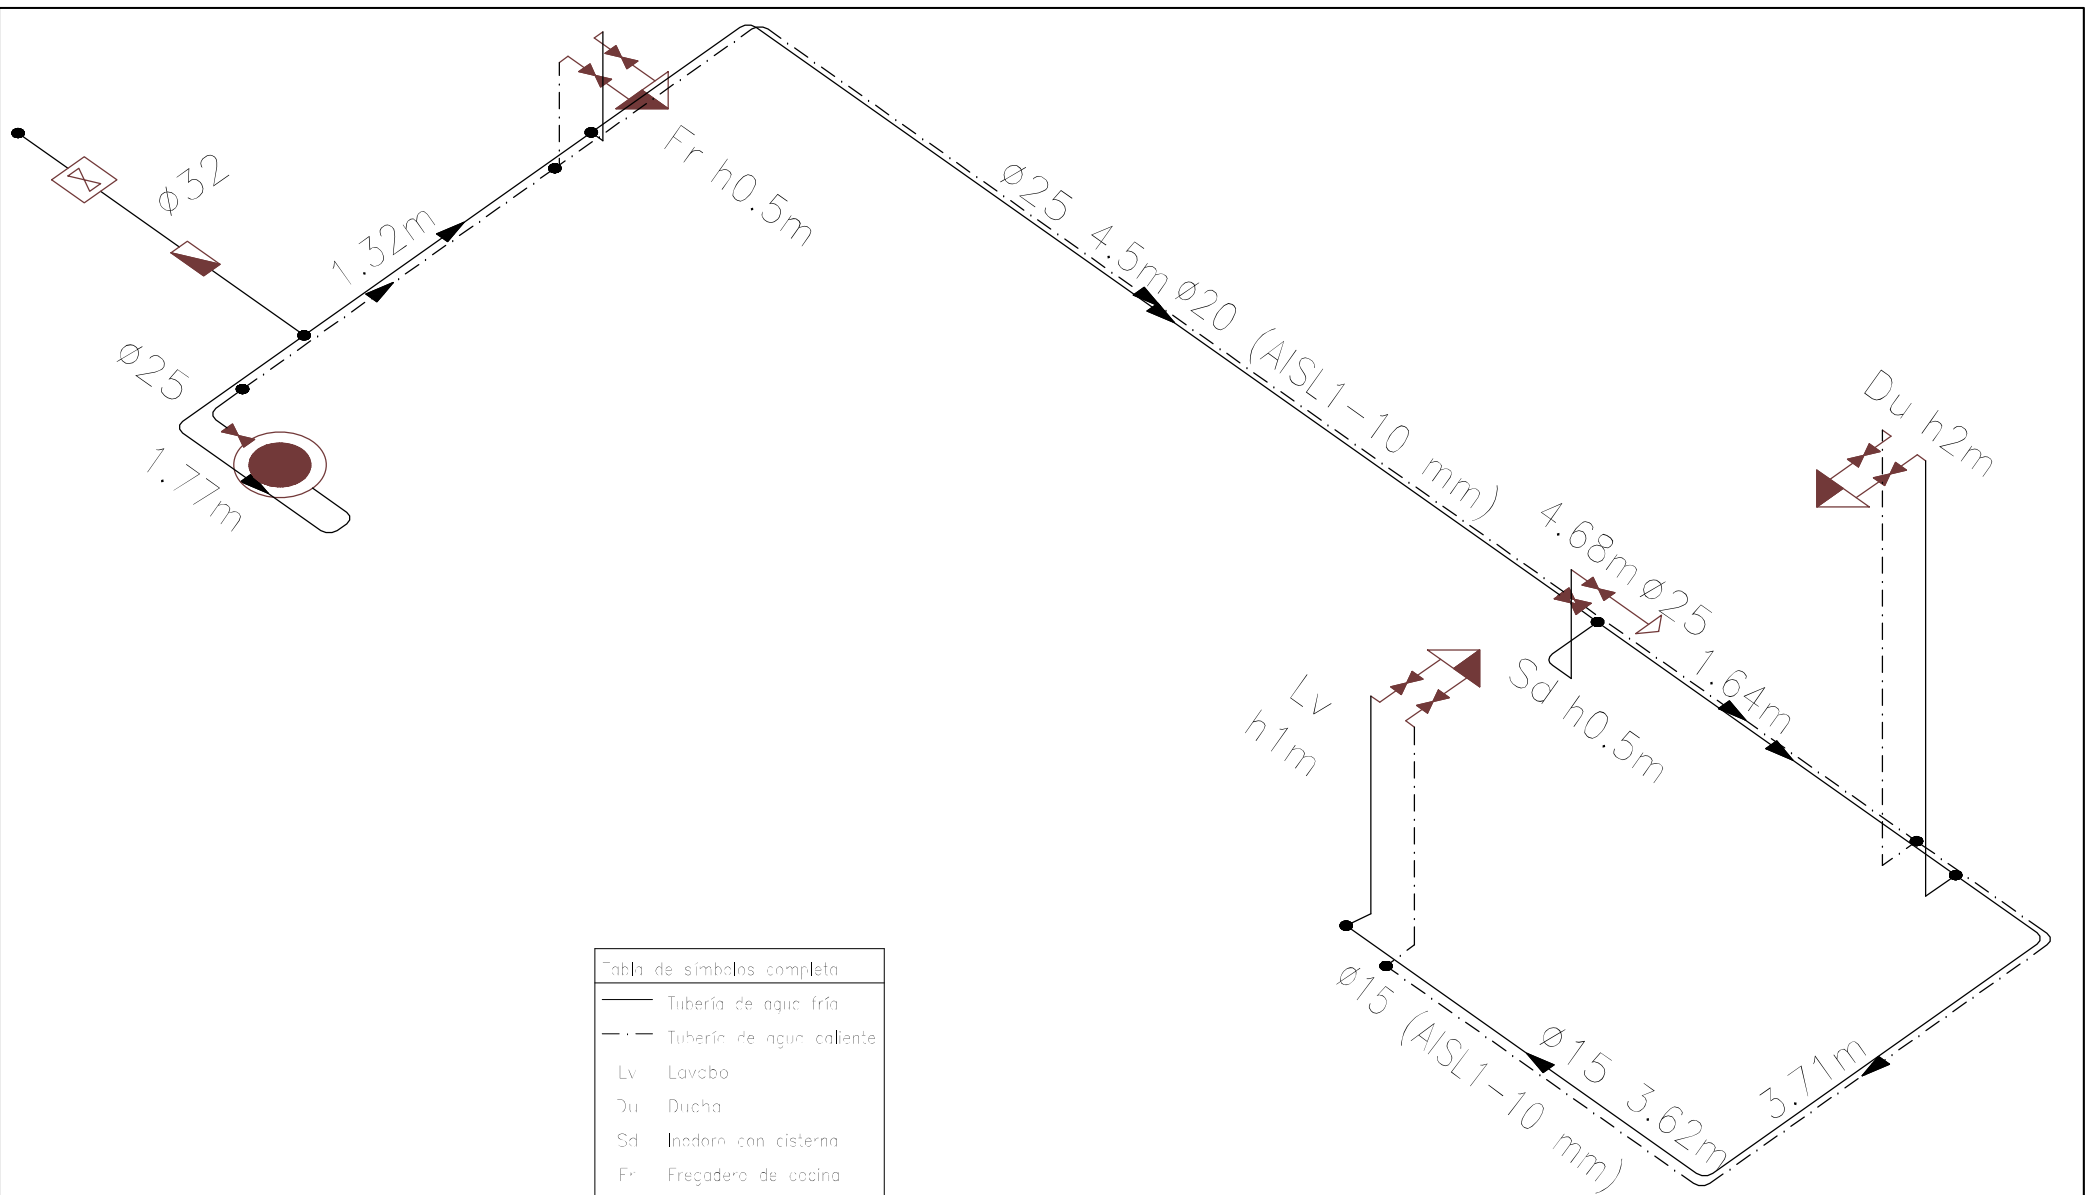 ø32
1.32m
Fr h0.5m
ø25
1.77m
ø25
4.5m
ø20 (AISL1-10 mm)
4.68m
ø25
1.64m
Du h2m
Sd h0.5m
Lv
h1m
ø15 (AISL1-10 mm)
ø15
3.62m
3.71m
Tabla de símbolos completa
Tubería de agua fría
Tubería de agua caliente
Lv Lavabo
Du Ducha
Sd Inodoro con cisterna
Fr Fregadero de cocina